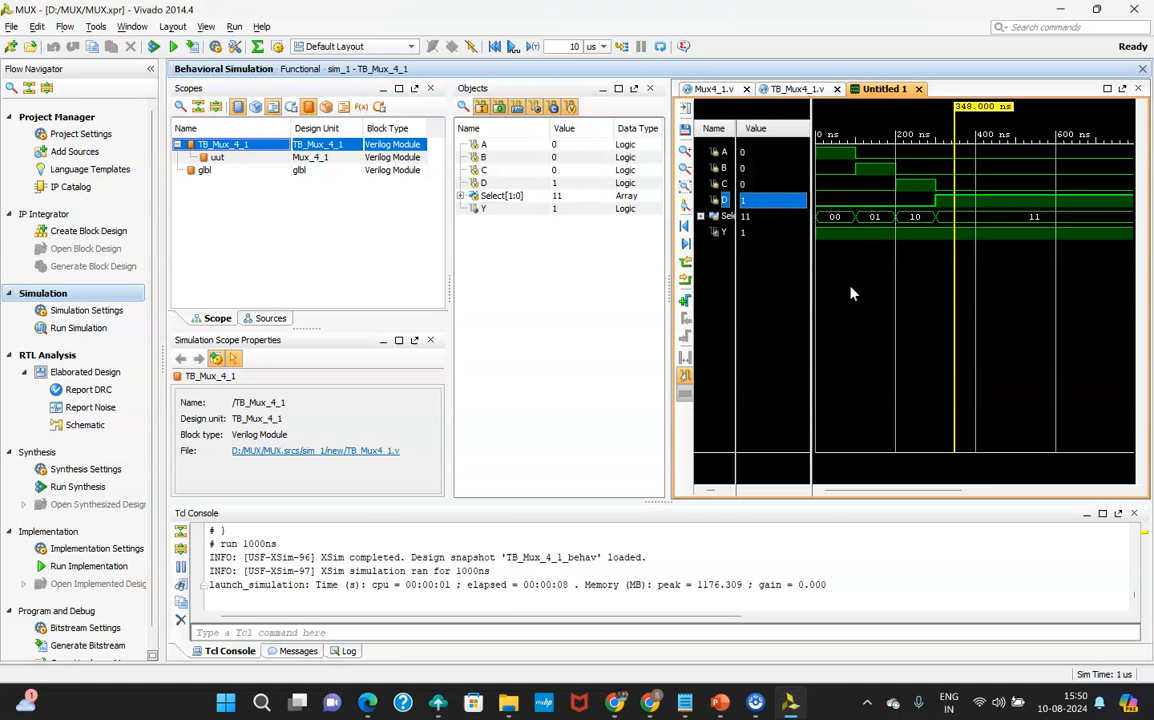 MUX - [D:/MUX/MUX.xpr] - Vivado 2014.4
File Edit Flow Tools Window Layout View Run Help
Search commands
Default Layout
10 us
Ready
Flow Navigator
Project Manager
Project Settings
Add Sources
Language Templates
IP Catalog
IP Integrator
Create Block Design
Open Block Design
Generate Block Design
Simulation
Simulation Settings
Run Simulation
RTL Analysis
Elaborated Design
Report DRC
Report Noise
Schematic
Synthesis
Synthesis Settings
Run Synthesis
Open Synthesized Design
Implementation
Implementation Settings
Run Implementation
Open Implemented Desig
Program and Debug
Bitstream Settings
Generate Bitstream
Behavioral Simulation - Functional - sim_1 - TB_Mux_4_1
Scopes
Name Design Unit Block Type
TB_Mux_4_1 TB_Mux_4_1 Verilog Module
uut Mux_4_1 Verilog Module
glbl glbl Verilog Module
Scope Sources
Simulation Scope Properties
TB_Mux_4_1
Name: /TB_Mux_4_1
Design unit: TB_Mux_4_1
Block type: Verilog Module
File: D:/MUX/MUX.srcs/sim_1/new/TB_Mux4_1.v
Objects
Name Value Data Type
A 0 Logic
B 0 Logic
C 0 Logic
D 1 Logic
Select[1:0] 11 Array
Y 1 Logic
Mux4_1.v TB_Mux4_1.v Untitled 1
348.000 ns
Name Value
0 ns 400 ns 600 ns
A 0
B 0
C 0
D 1
Sele 11 00 01 10 11
Y 1
Tcl Console
# }
# run 1000ns
INFO: [USF-XSim-96] XSim completed. Design snapshot 'TB_Mux_4_1_behav' loaded.
INFO: [USF-XSim-97] XSim simulation ran for 1000ns
launch_simulation: Time (s): cpu = 00:00:01 ; elapsed = 00:00:08 . Memory (MB): peak = 1176.309 ; gain = 0.000
Type a Tcl command here
Tcl Console Messages Log
Sim Time: 1 us
1
ENG
IN
15:50
10-08-2024